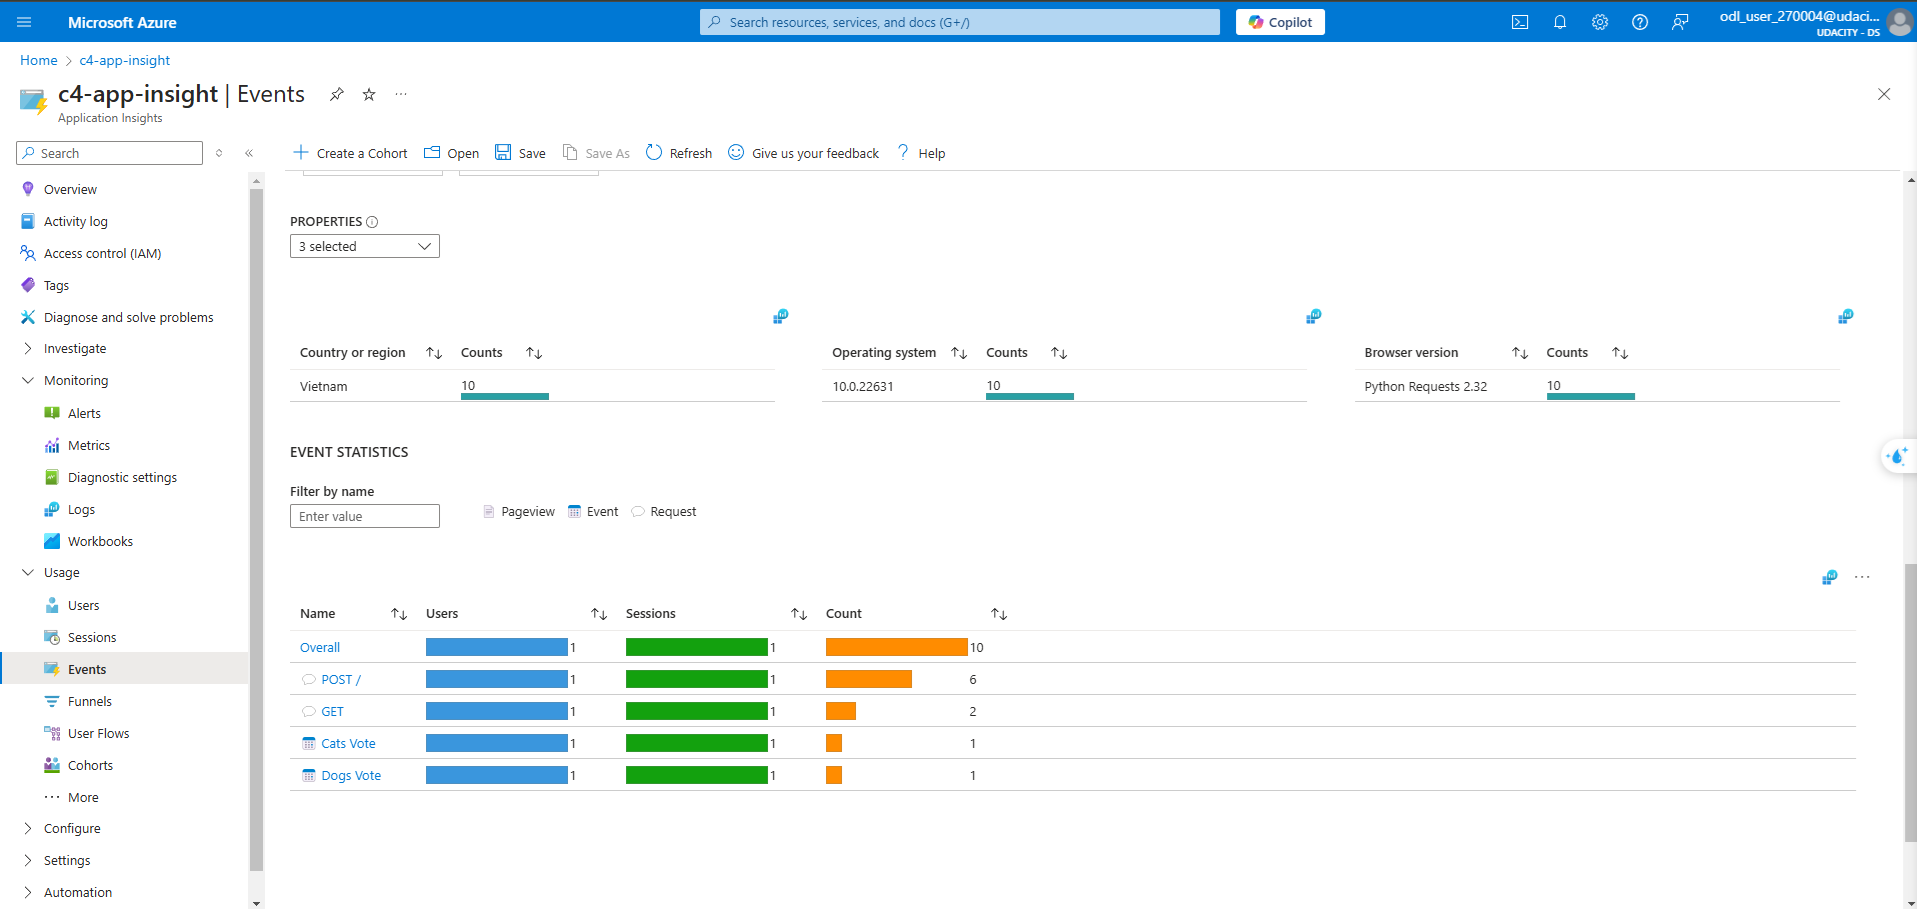 Microsoft Azure
Search resources, services, and docs (G+/)
Copilot
odl_user_270004@udaci...
UDACITY - DS
Home > c4-app-insight
c4-app-insight | Events
Application Insights
Search
Create a Cohort Open Save Save As Refresh Give us your feedback Help
Overview
Activity log
Access control (IAM)
Tags
Diagnose and solve problems
Investigate
Monitoring
Alerts
Metrics
Diagnostic settings
Logs
Workbooks
Usage
Users
Sessions
Events
Funnels
User Flows
Cohorts
More
Configure
Settings
Automation
PROPERTIES
3 selected
Country or region Counts
Vietnam 10
Operating system Counts
10.0.22631 10
Browser version Counts
Python Requests 2.32 10
EVENT STATISTICS
Filter by name
Enter value
Pageview Event Request
Name Users Sessions Count
Overall 1 1 10
POST / 1 1 6
GET 1 1 2
Cats Vote 1 1 1
Dogs Vote 1 1 1